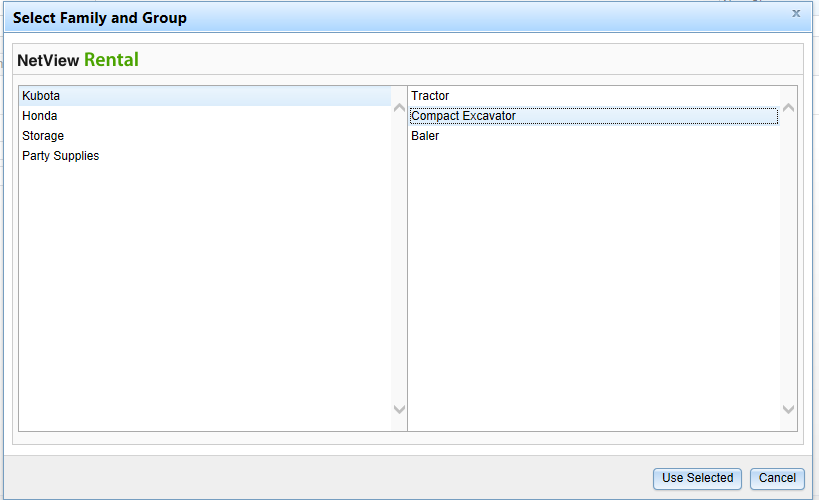 Select Family and Group
x
NetView Rental
Kubota
Honda
Storage
Party Supplies
Tractor
Compact Excavator
Baler
Use Selected
Cancel